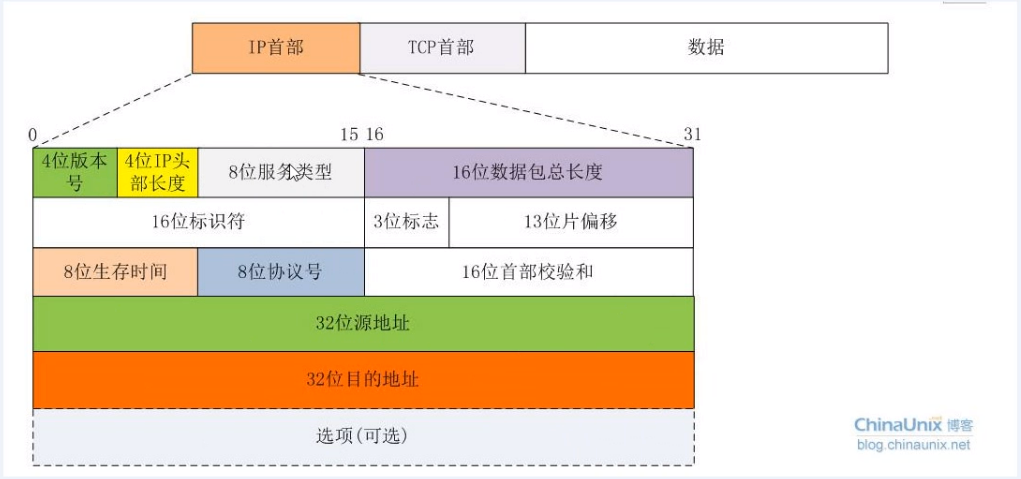 IP首部 TCP首部 数据
0 15 16 31
4位版本号 4位IP头部长度 8位服务类型 16位数据包总长度
16位标识符 3位标志 13位片偏移
8位生存时间 8位协议号 16位首部校验和
32位源地址
32位目的地址
选项(可选)
ChinaUnix 博客
blog.chinaunix.net